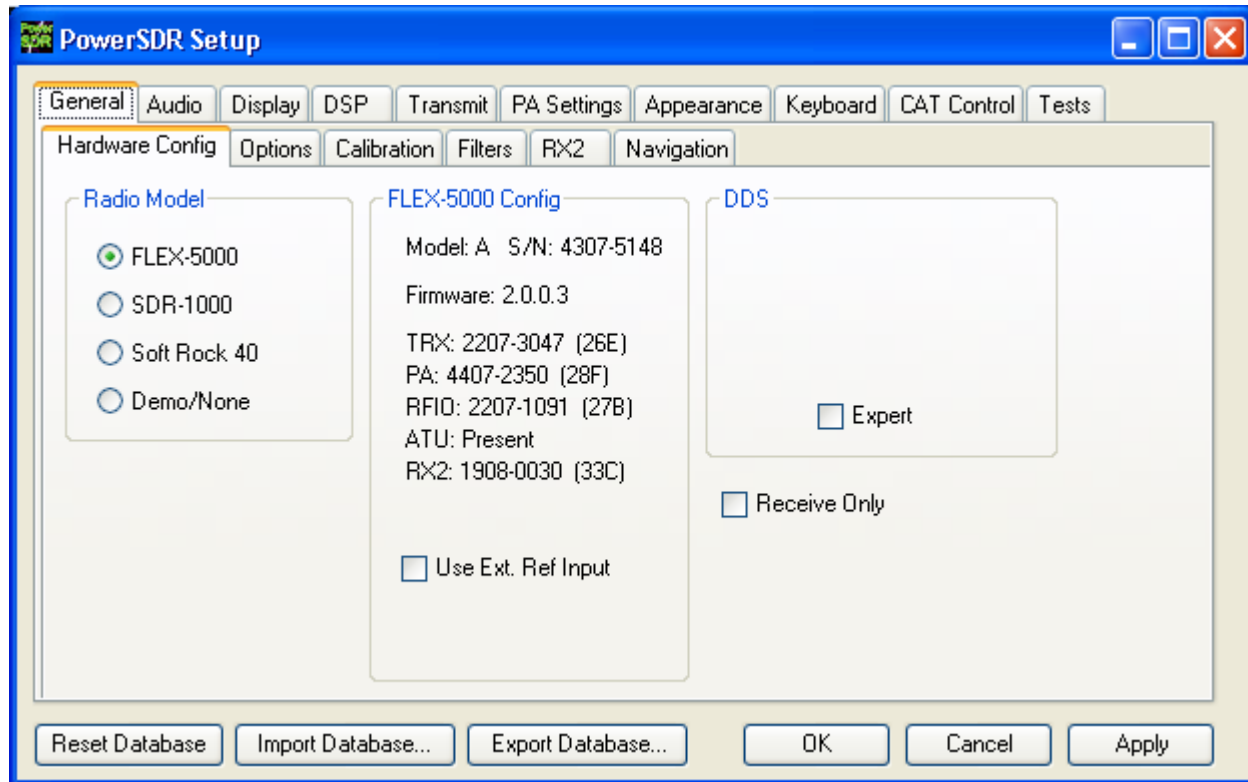 Power SDR PowerSDR Setup
General Audio Display DSP Transmit PA Settings Appearance Keyboard CAT Control Tests
Hardware Config Options Calibration Filters RX2 Navigation
Radio Model
FLEX-5000
SDR-1000
Soft Rock 40
Demo/None
FLEX-5000 Config
Model: A S/N: 4307-5148
Firmware: 2.0.0.3
TRX: 2207-3047 (26E)
PA: 4407-2350 (28F)
RFIO: 2207-1091 (27B)
ATU: Present
RX2: 1908-0030 (33C)
Use Ext. Ref Input
DDS
Expert
Receive Only
Reset Database Import Database... Export Database... OK Cancel Apply